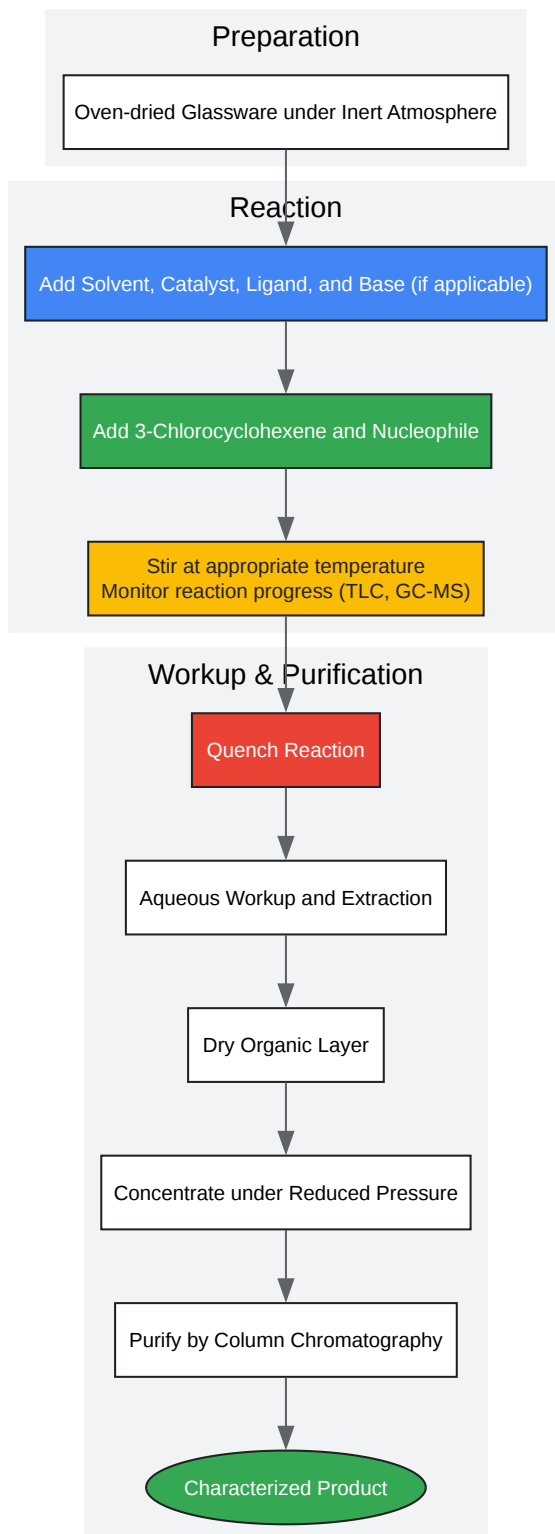 Preparation
Oven-dried Glassware under Inert Atmosphere
Reaction
Add Solvent, Catalyst, Ligand, and Base (if applicable)
Add 3-Chlorocyclohexene and Nucleophile
Stir at appropriate temperature
Monitor reaction progress (TLC, GC-MS)
Workup & Purification
Quench Reaction
Aqueous Workup and Extraction
Dry Organic Layer
Concentrate under Reduced Pressure
Purify by Column Chromatography
Characterized Product